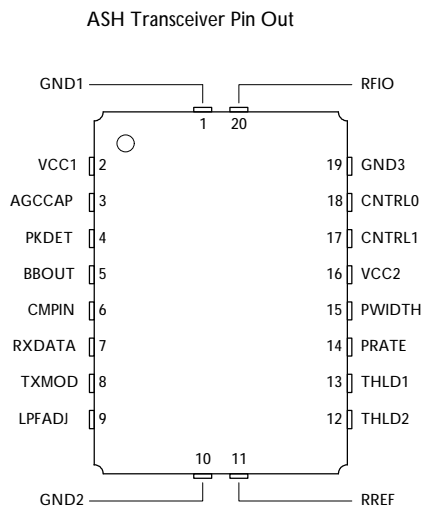 ASH Transceiver Pin Out
GND1 RFIO
1 20
VCC1 2 19 GND3
AGCCAP 3 18 CNTRL0
PKDET 4 17 CNTRL1
BBOUT 5 16 VCC2
CMPIN 6 15 PWIDTH
RXDATA 7 14 PRATE
TXMOD 8 13 THLD1
LPFADJ 9 12 THLD2
10 11
GND2 RREF